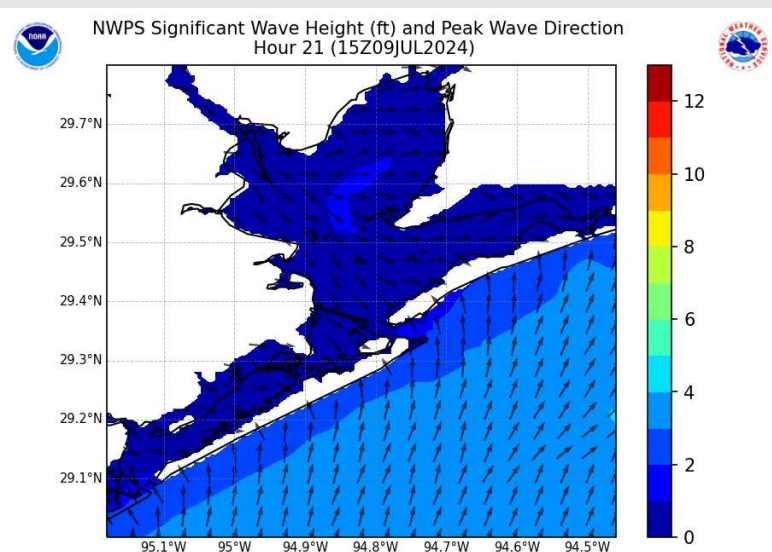 NWPS Significant Wave Height (ft) and Peak Wave Direction
Hour 21 (15Z09JUL2024)
NOAA
29.7°N
29.6°N
29.5°N
29.4°N
29.3°N
29.2°N
29.1°N
95.1°W 95°W 94.9°W 94.8°W 94.7°W 94.6°W 94.5°W
12
10
8
6
4
2
0